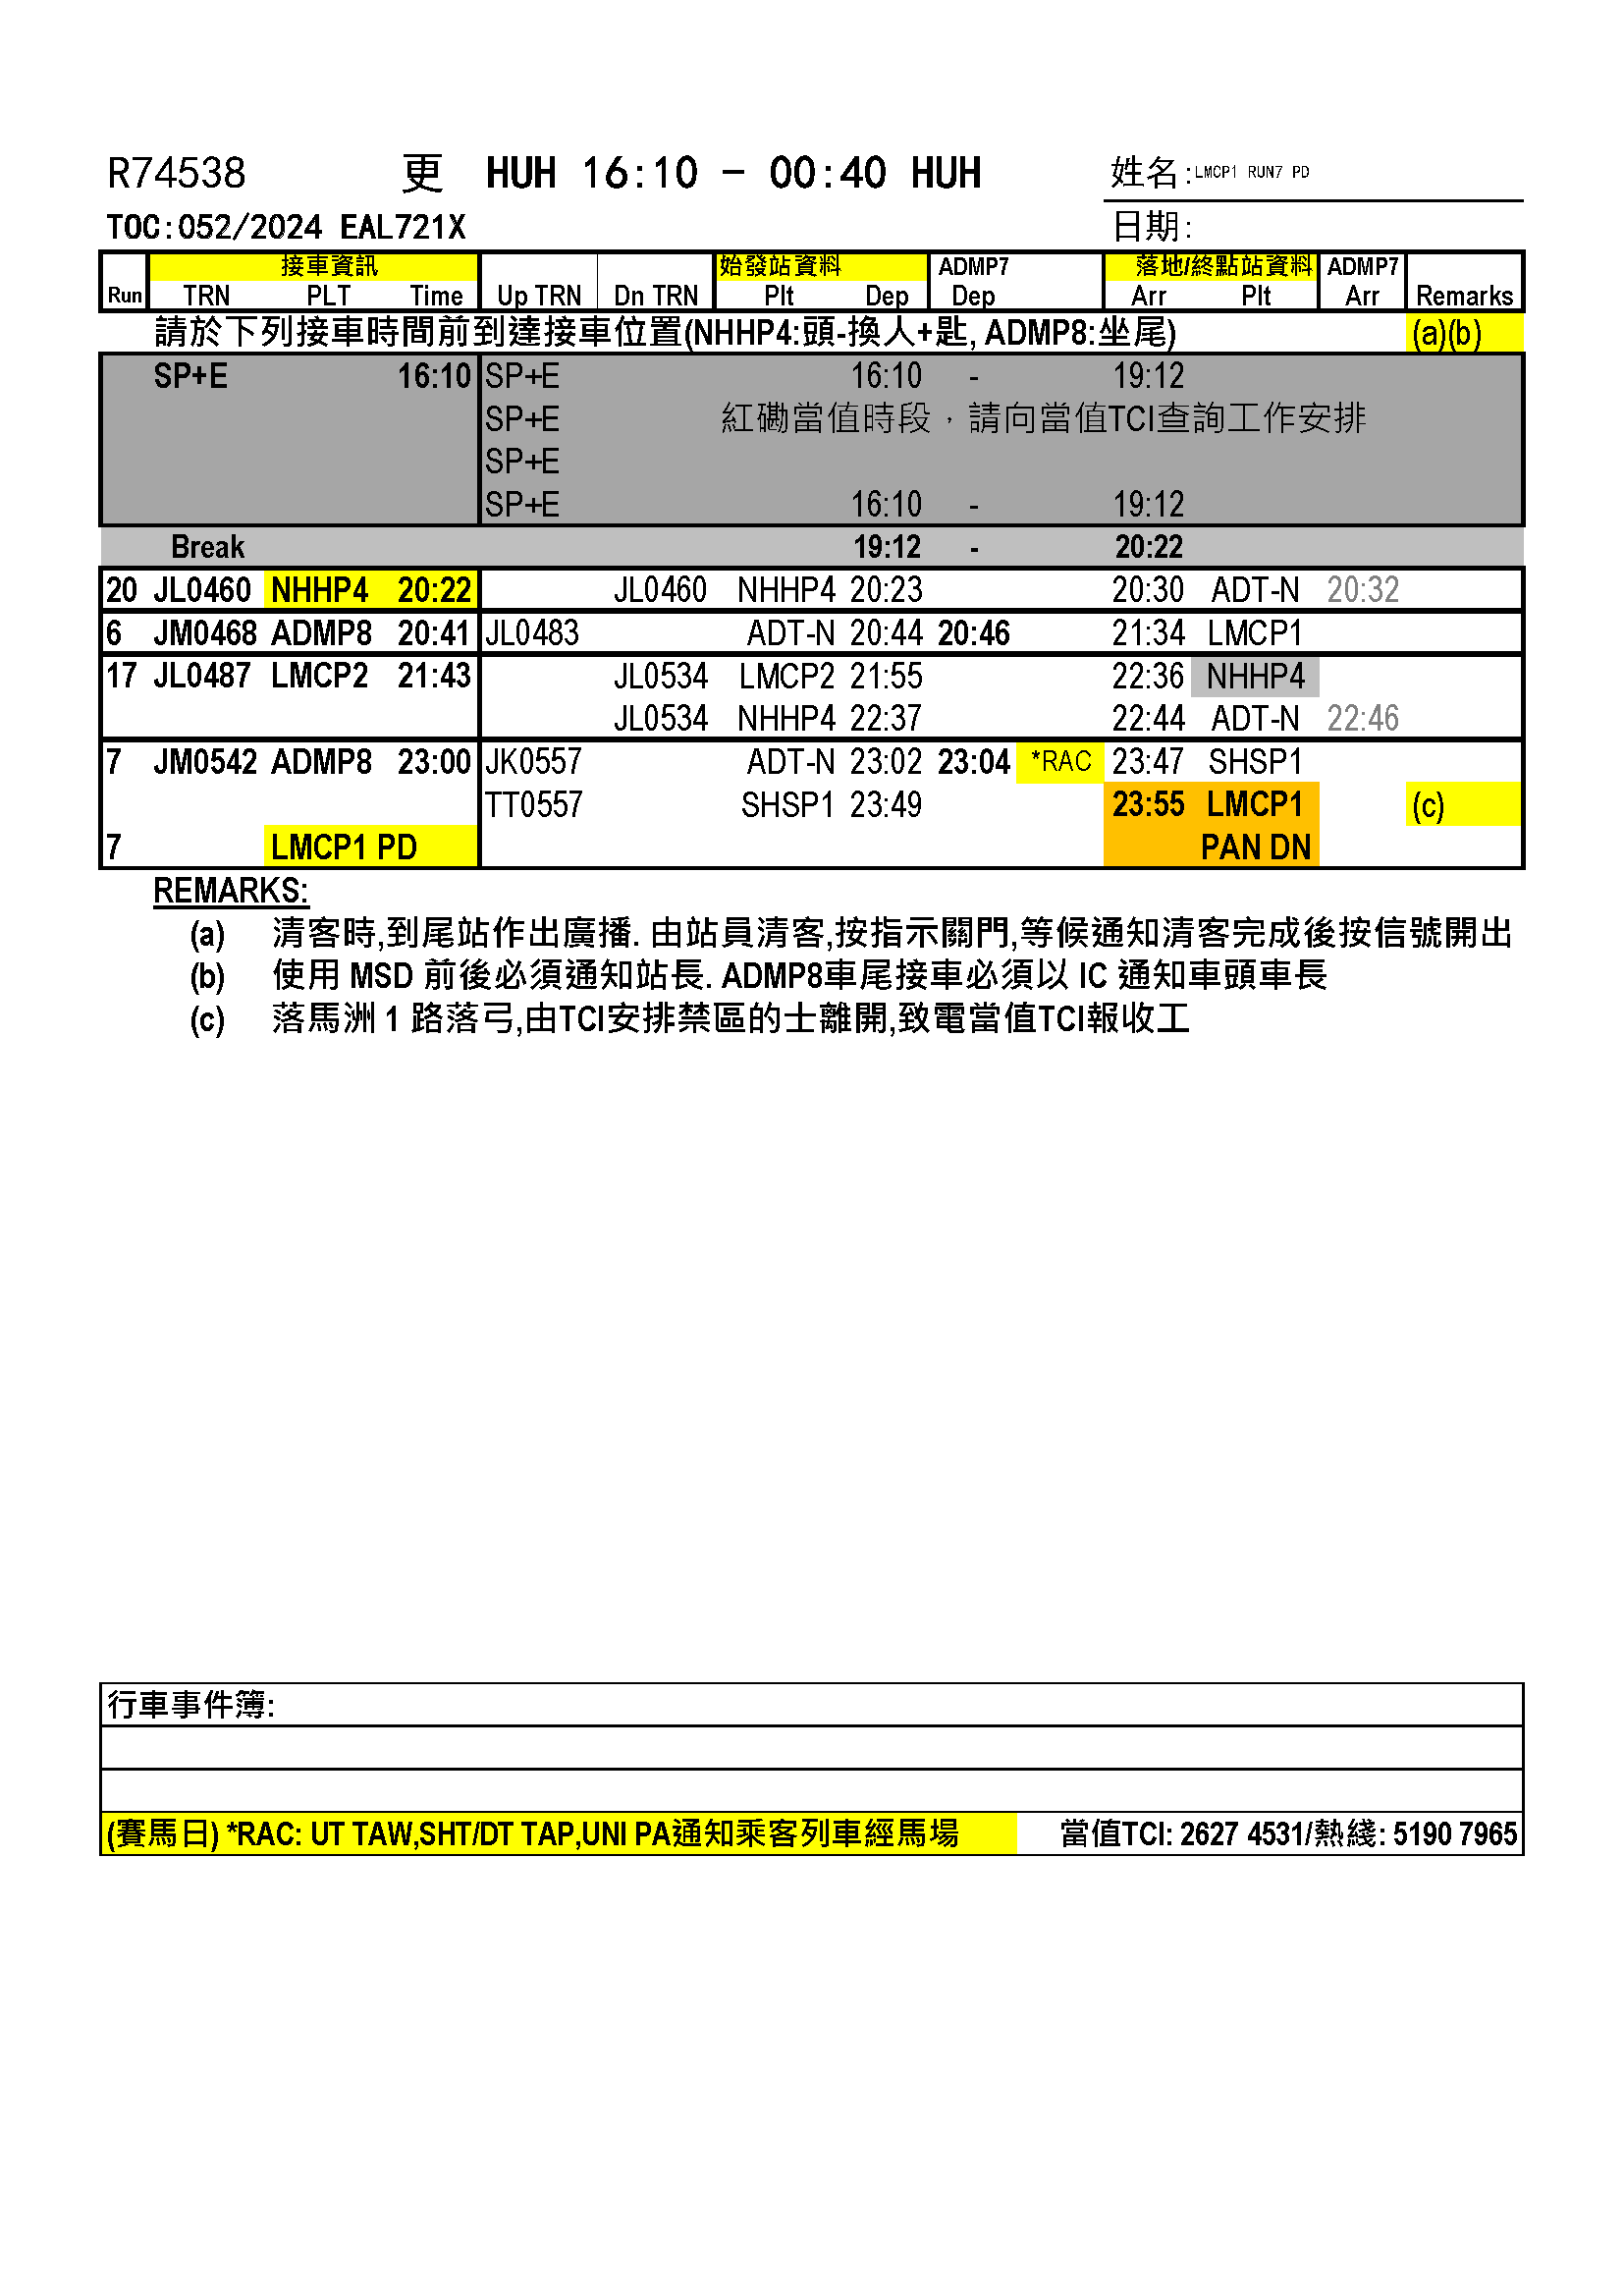 R74538 更 HUH 16:10 - 00:40 HUH 姓名:LMCP1 RUN7 PD
TOC:052/2024 EAL721X 日期:
接車資訊 始發站資料 ADMP7 落地/終點站資料 ADMP7
Run TRN PLT Time Up TRN Dn TRN Plt Dep Dep Arr Plt Arr Remarks
請於下列接車時間前到達接車位置(NHHP4:頭-換人+匙, ADMP8:坐尾) (a)(b)
SP+E 16:10 SP+E 16:10 - 19:12
SP+E 紅磡當值時段，請向當值TCI查詢工作安排
SP+E
SP+E 16:10 - 19:12
Break 19:12 - 20:22
20 JL0460 NHHP4 20:22 JL0460 NHHP4 20:23 20:30 ADT-N 20:32
6 JM0468 ADMP8 20:41 JL0483 ADT-N 20:44 20:46 21:34 LMCP1
17 JL0487 LMCP2 21:43 JL0534 LMCP2 21:55 22:36 NHHP4
JL0534 NHHP4 22:37 22:44 ADT-N 22:46
7 JM0542 ADMP8 23:00 JK0557 ADT-N 23:02 23:04 *RAC 23:47 SHSP1
TT0557 SHSP1 23:49 23:55 LMCP1 (c)
7 LMCP1 PD PAN DN
REMARKS:
(a) 清客時,到尾站作出廣播. 由站員清客,按指示關門,等候通知清客完成後按信號開出
(b) 使用 MSD 前後必須通知站長. ADMP8車尾接車必須以 IC 通知車頭車長
(c) 落馬洲 1 路落弓,由TCI安排禁區的士離開,致電當值TCI報收工
行車事件簿:
(賽馬日) *RAC: UT TAW,SHT/DT TAP,UNI PA通知乘客列車經馬場 當值TCI: 2627 4531/熱綫: 5190 7965